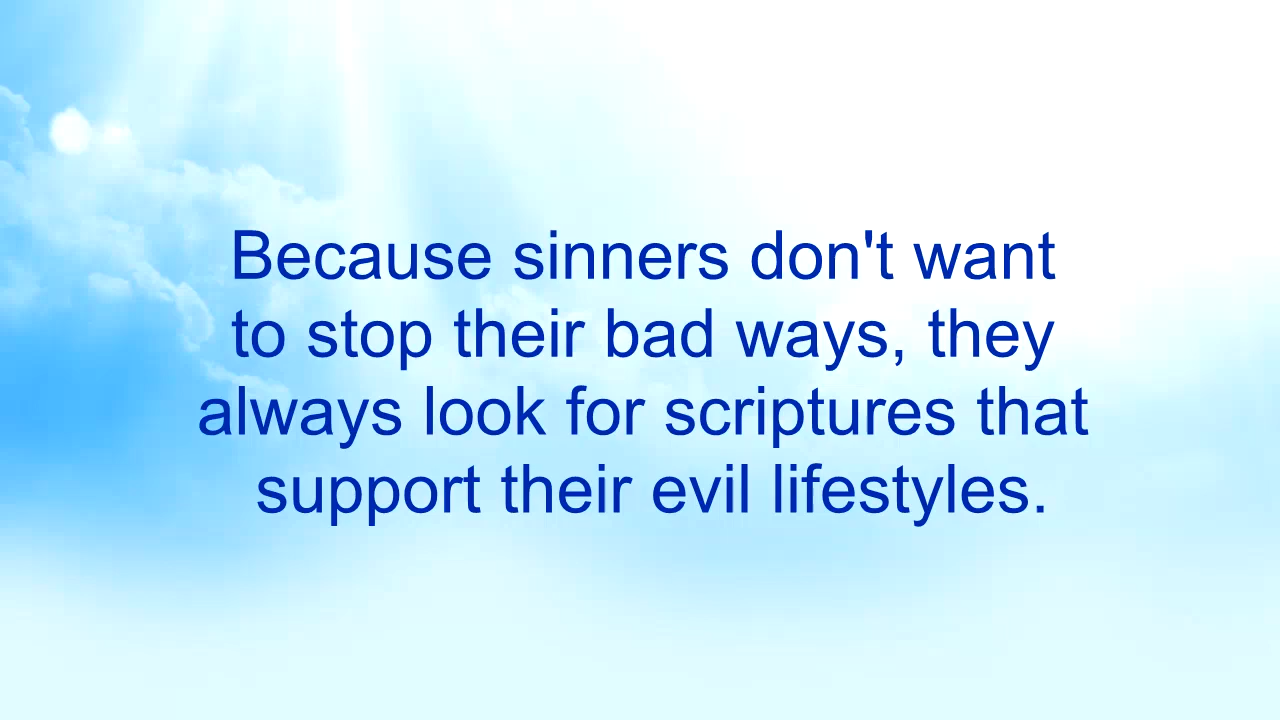 Because sinners don't want
to stop their bad ways, they
always look for scriptures that
support their evil lifestyles.